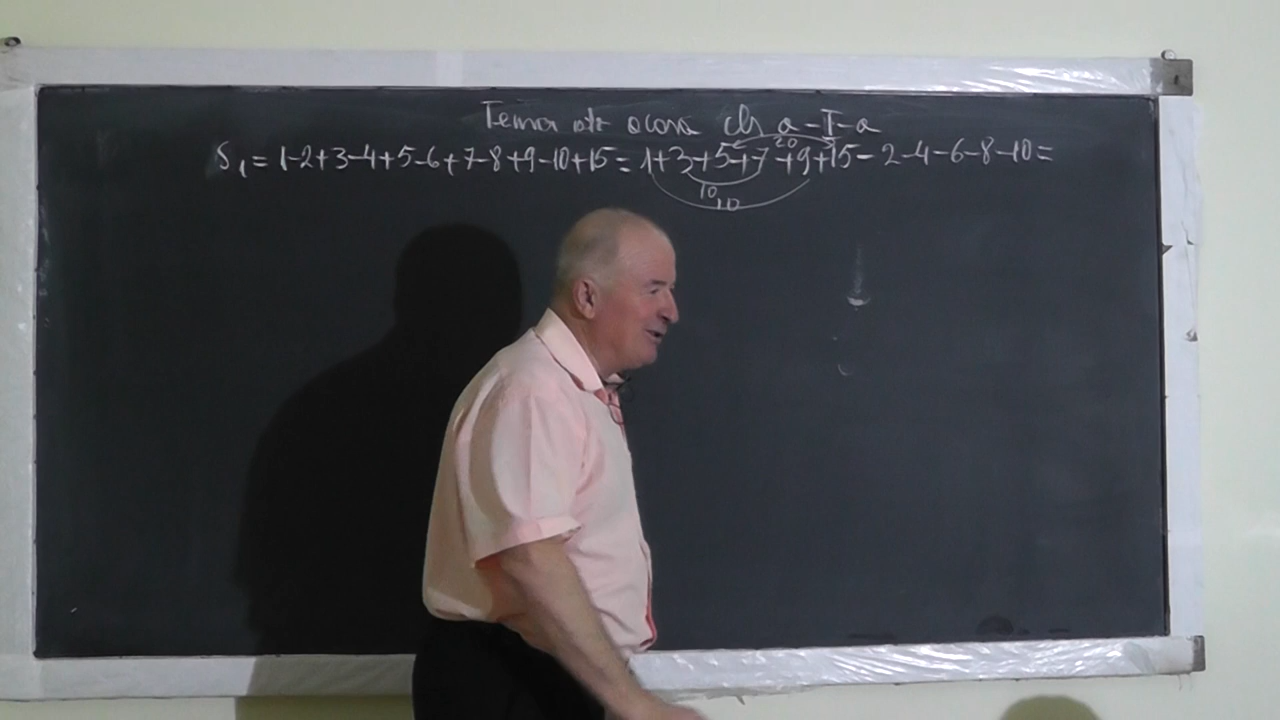 Tema ptr acasă cls a-I-a
S₁ = 1-2+3-4+5-6+7-8+9-10+15 = 1+3+5+7+9+15-2-4-6-8-10 =
20
10
10